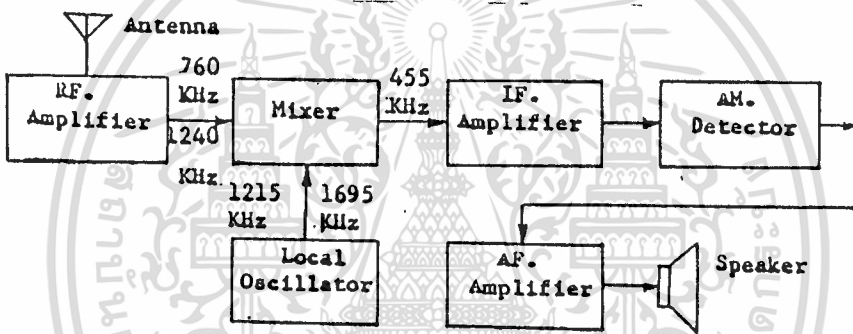 Antenna
RF.
Amplifier
760
KHz
1240
KHz.
Mixer
455
KHz
IF.
Amplifier
AM.
Detector
1215
KHz
1695
KHz
Local
Oscillator
AF.
Amplifier
Speaker